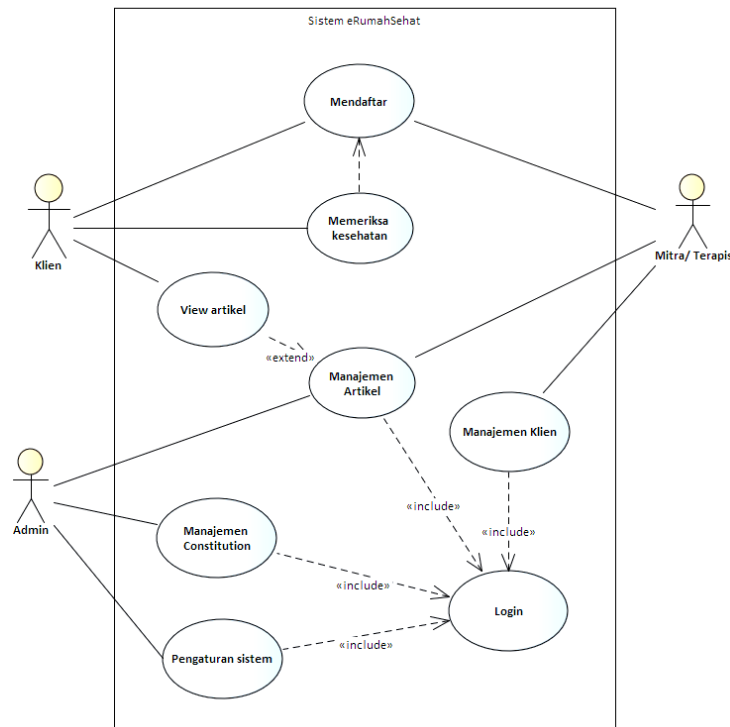 Sistem eRumahSehat
Mendaftar
Memeriksa
kesehatan
Klien
Mitra/ Terapis
View artikel
«extend»
Manajemen
Artikel
Manajemen Klien
Admin
Manajemen
Constitution
«include»
«include»
«include»
Login
Pengaturan sistem
«include»